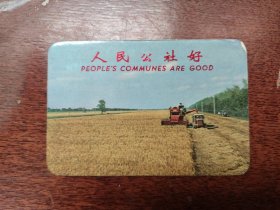 人民公社好
PEOPLE'S COMMUNES ARE GOOD